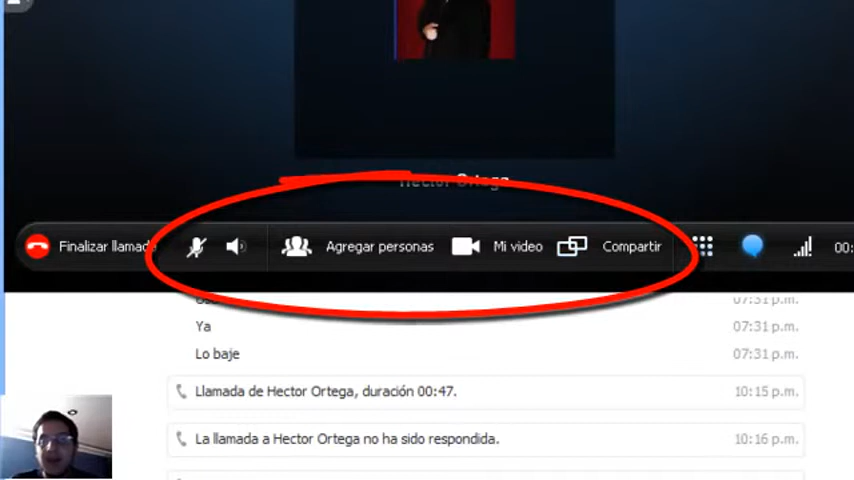 Hector Ortega
Finalizar llamada Agregar personas Mi video Compartir 00:
07:31 p.m.
Ya 07:31 p.m.
Lo baje 07:31 p.m.
Llamada de Hector Ortega, duración 00:47. 10:15 p.m.
La llamada a Hector Ortega no ha sido respondida. 10:16 p.m.